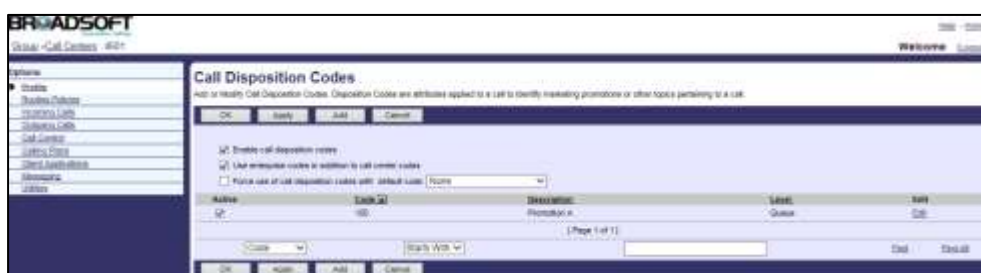 BROADSOFT
Help - Home
Group >Call Centers
Welcome
Options:
Profile
Routing Policies
Incoming Calls
Outgoing Calls
Call Control
Calling Plans
Client Applications
Messaging
Utilities
Call Disposition Codes
Add or Modify Call Disposition Codes. Disposition Codes are attributes applied to a call to identify marketing promotions or other topics pertaining to a call.
OK Apply Add Cancel
Enable call disposition codes
Use enterprise codes in addition to call center codes
Force use of call disposition codes with default code: None
Active Code Description Level Edit
100 Promotion A Queue Edit
[ Page 1 of 1 ]
Code Starts With Find Find All
OK Apply Add Cancel